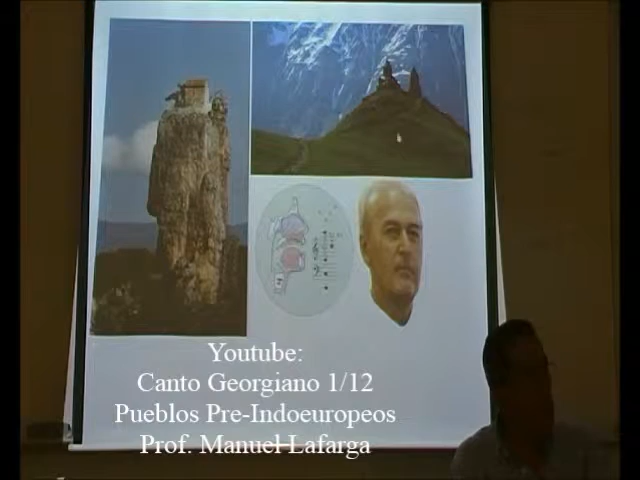 Youtube:
Canto Georgiano 1/12
Pueblos Pre-Indoeuropeos
Prof. Manuel Lafarga